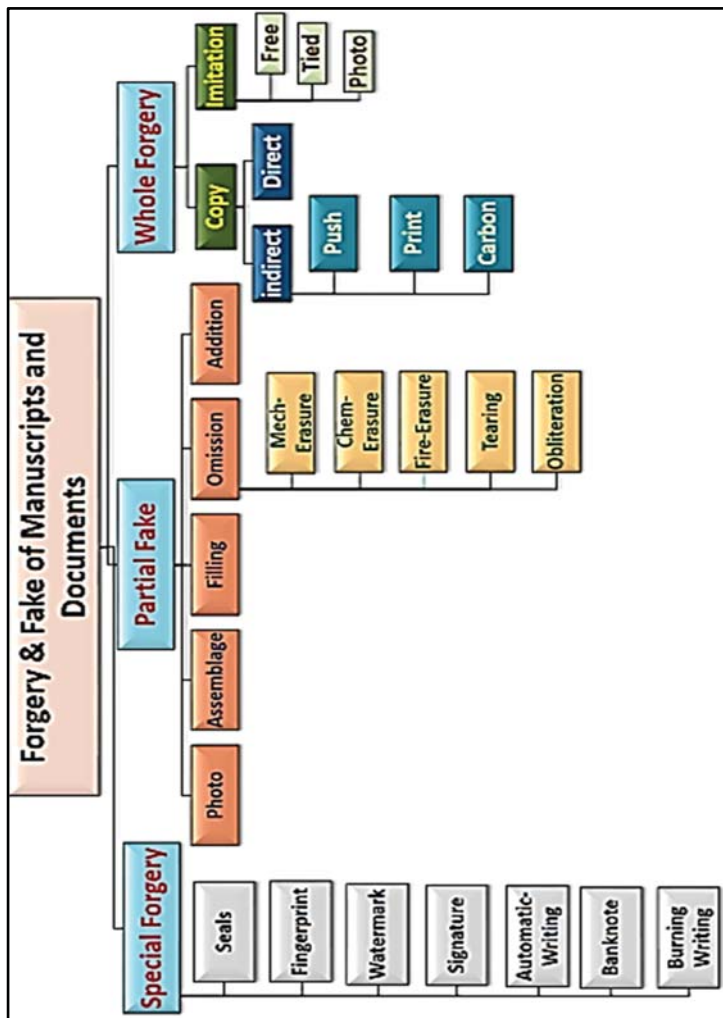 Forgery & Fake of Manuscripts and
Documents
Special Forgery
Partial Fake
Whole Forgery
Seals
Fingerprint
Watermark
Signature
Automatic-
Writing
Banknote
Burning
Writing
Photo
Assemblage
Filling
Omission
Addition
Mech-
Erasure
Chem-
Erasure
Fire-Erasure
Tearing
Obliteration
Copy
Imitation
indirect
Direct
Push
Print
Carbon
Free
Tied
Photo